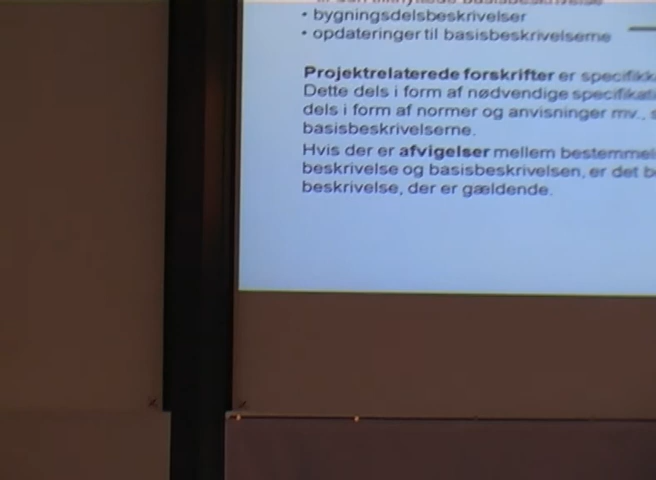 • bygningsdelsbeskrivelser
• opdateringer til basisbeskrivelserne
Projektrelaterede forskrifter er
Dette dels i form af nødvendige
dels i form af normer og anvisninger mv.,
basisbeskrivelserne.
Hvis der er afvigelser mellem
beskrivelse og basisbeskrivelsen, er det
beskrivelse, der er gældende.